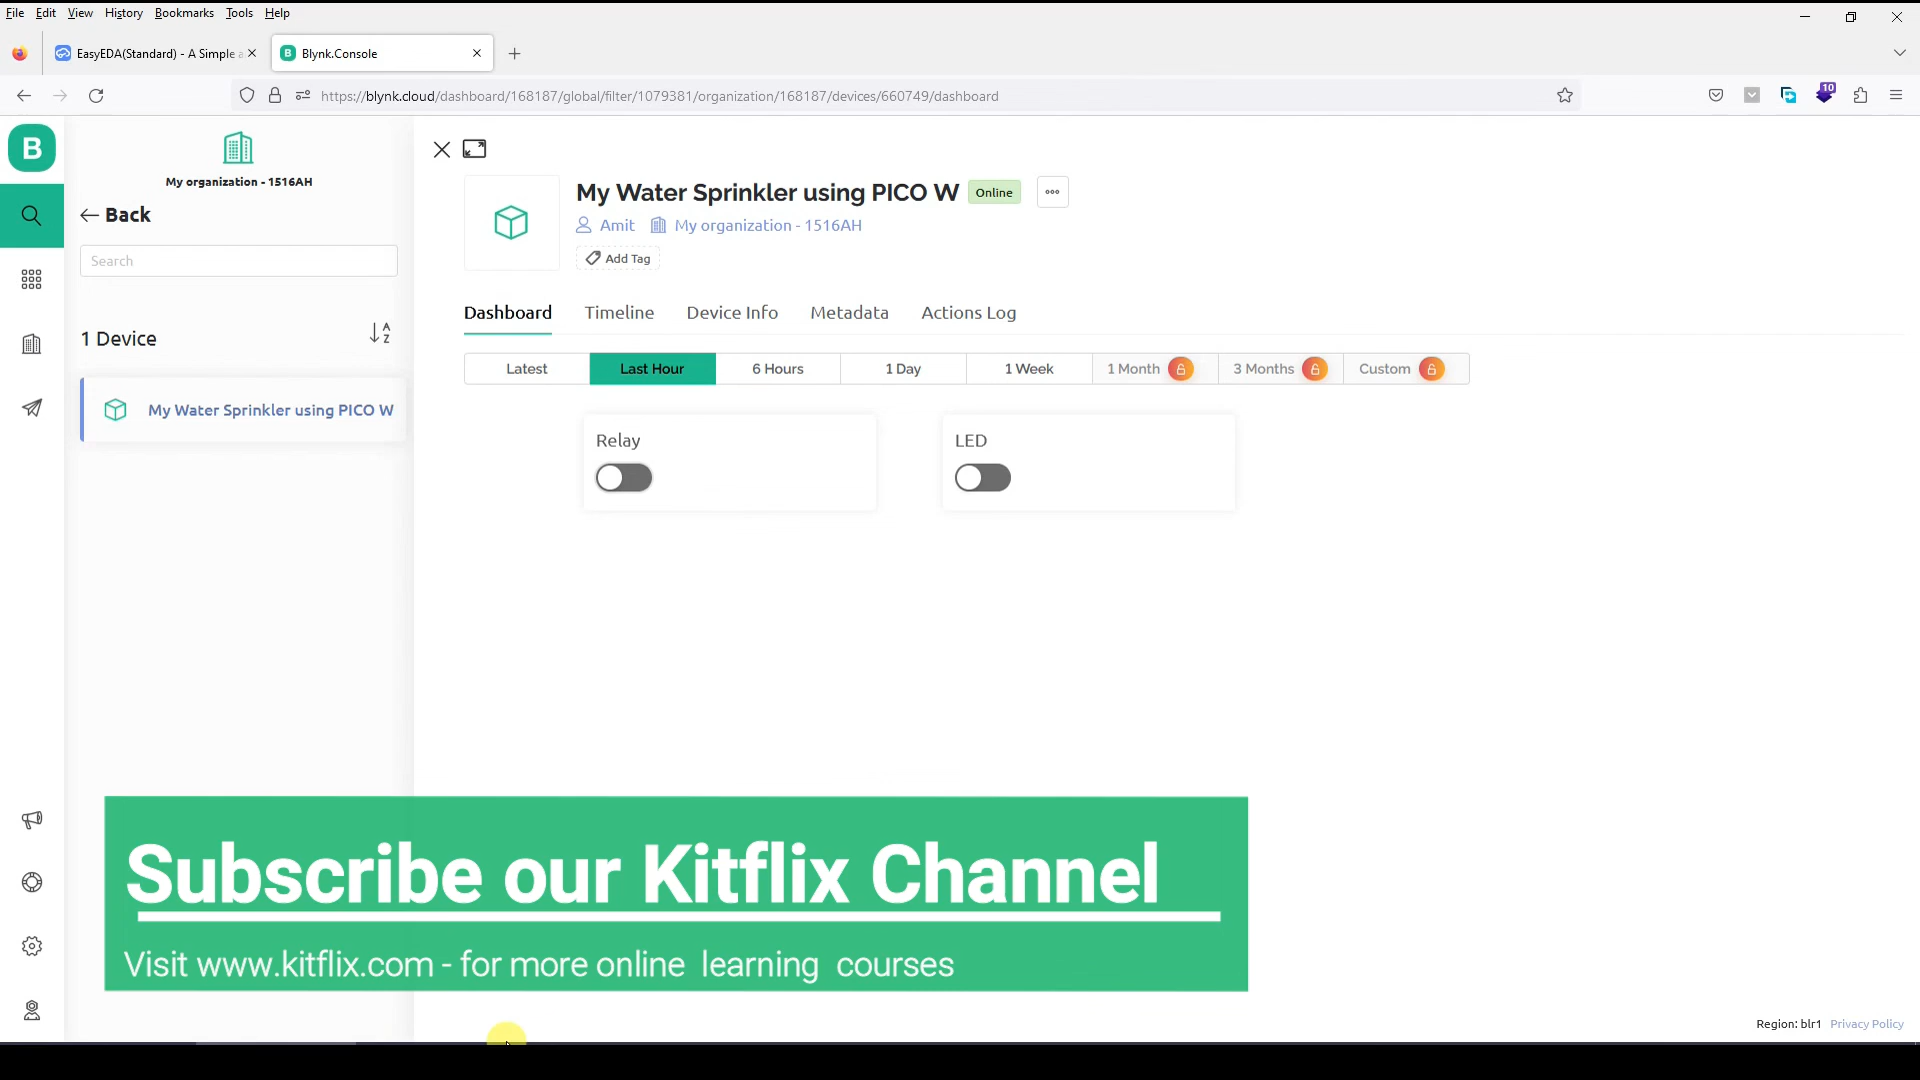 File Edit View History Bookmarks Tools Help
EasyEDA(Standard) - A Simple a
B Blynk.Console
https://blynk.cloud/dashboard/168187/global/filter/1079381/organization/168187/devices/660749/dashboard
10
B
My organization - 1516AH
Back
Search
1 Device
A Z
My Water Sprinkler using PICO W
My Water Sprinkler using PICO W Online
Amit My organization - 1516AH
Add Tag
Dashboard Timeline Device Info Metadata Actions Log
Latest Last Hour 6 Hours 1 Day 1 Week 1 Month 3 Months Custom
Relay
LED
Subscribe our Kitflix Channel
Visit www.kitflix.com - for more online learning courses
Region: blr1 Privacy Policy